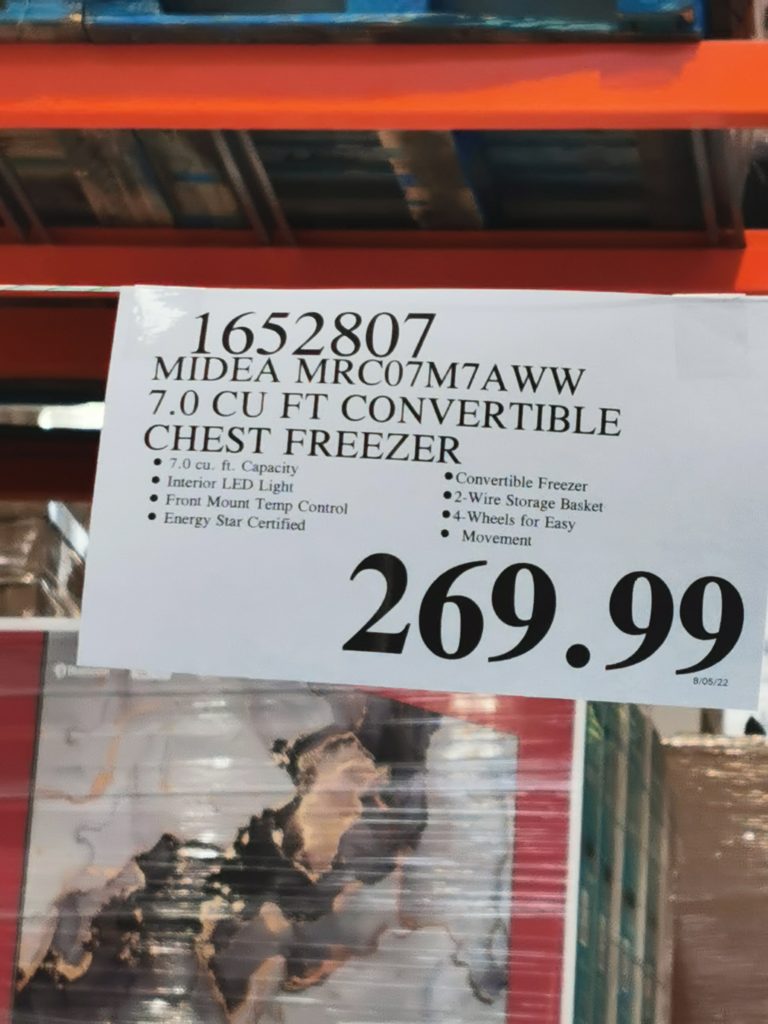 1652807
MIDEA MRC07M7AWW
7.0 CU FT CONVERTIBLE
CHEST FREEZER
• 7.0 cu. ft. Capacity
• Interior LED Light
• Front Mount Temp Control
• Energy Star Certified
• Convertible Freezer
• 2-Wire Storage Basket
• 4-Wheels for Easy
• Movement
269.99
8/05/22